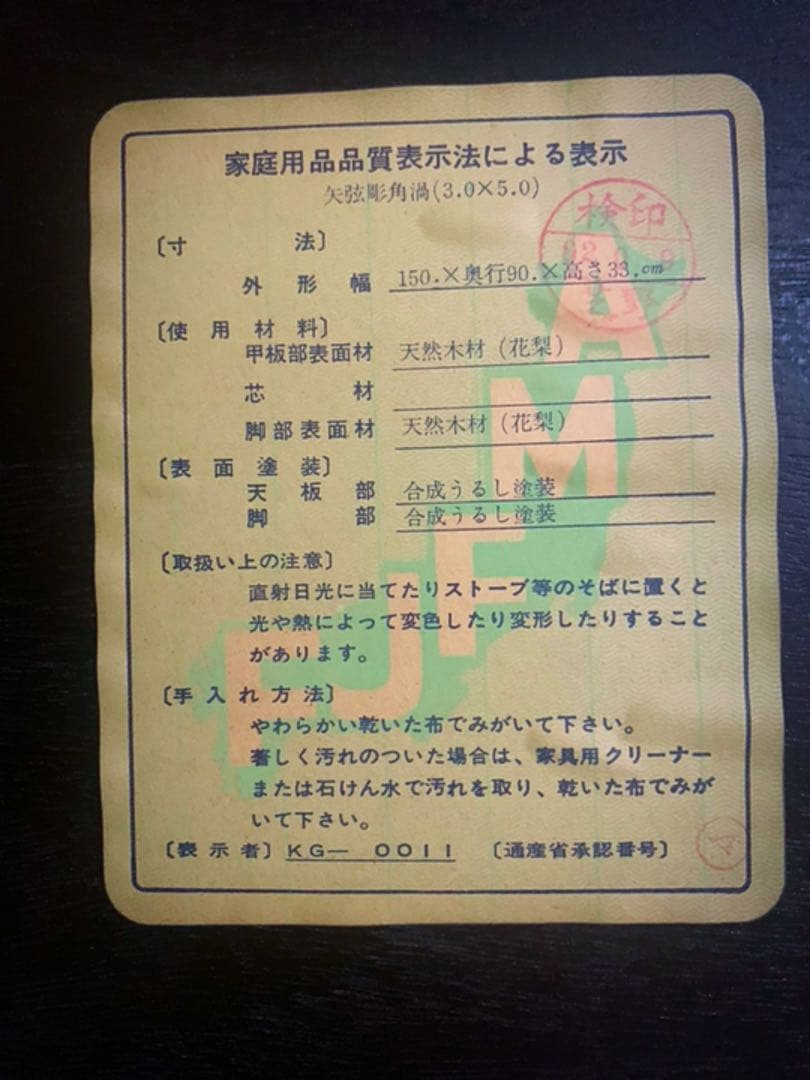 家庭用品品質表示法による表示
矢弦彫角渦(3.0×5.0)
検印
〔寸法〕
外形幅 150.×奥行90.×高さ33.cm
〔使用材料〕
甲板部表面材 天然木材(花梨)
芯材
脚部表面材 天然木材(花梨)
〔表面塗装〕
天板部 合成うるし塗装
脚部 合成うるし塗装
〔取扱い上の注意〕
直射日光に当てたりストーブ等のそばに置くと
光や熱によって変色したり変形したりすること
があります。
〔手入れ方法〕
やわらかい乾いた布でみがいて下さい。
著しく汚れのついた場合は、家具用クリーナー
または石けん水で汚れを取り、乾いた布でみが
いて下さい。
〔表示者〕KG— 0011 〔通産省承認番号〕
マ